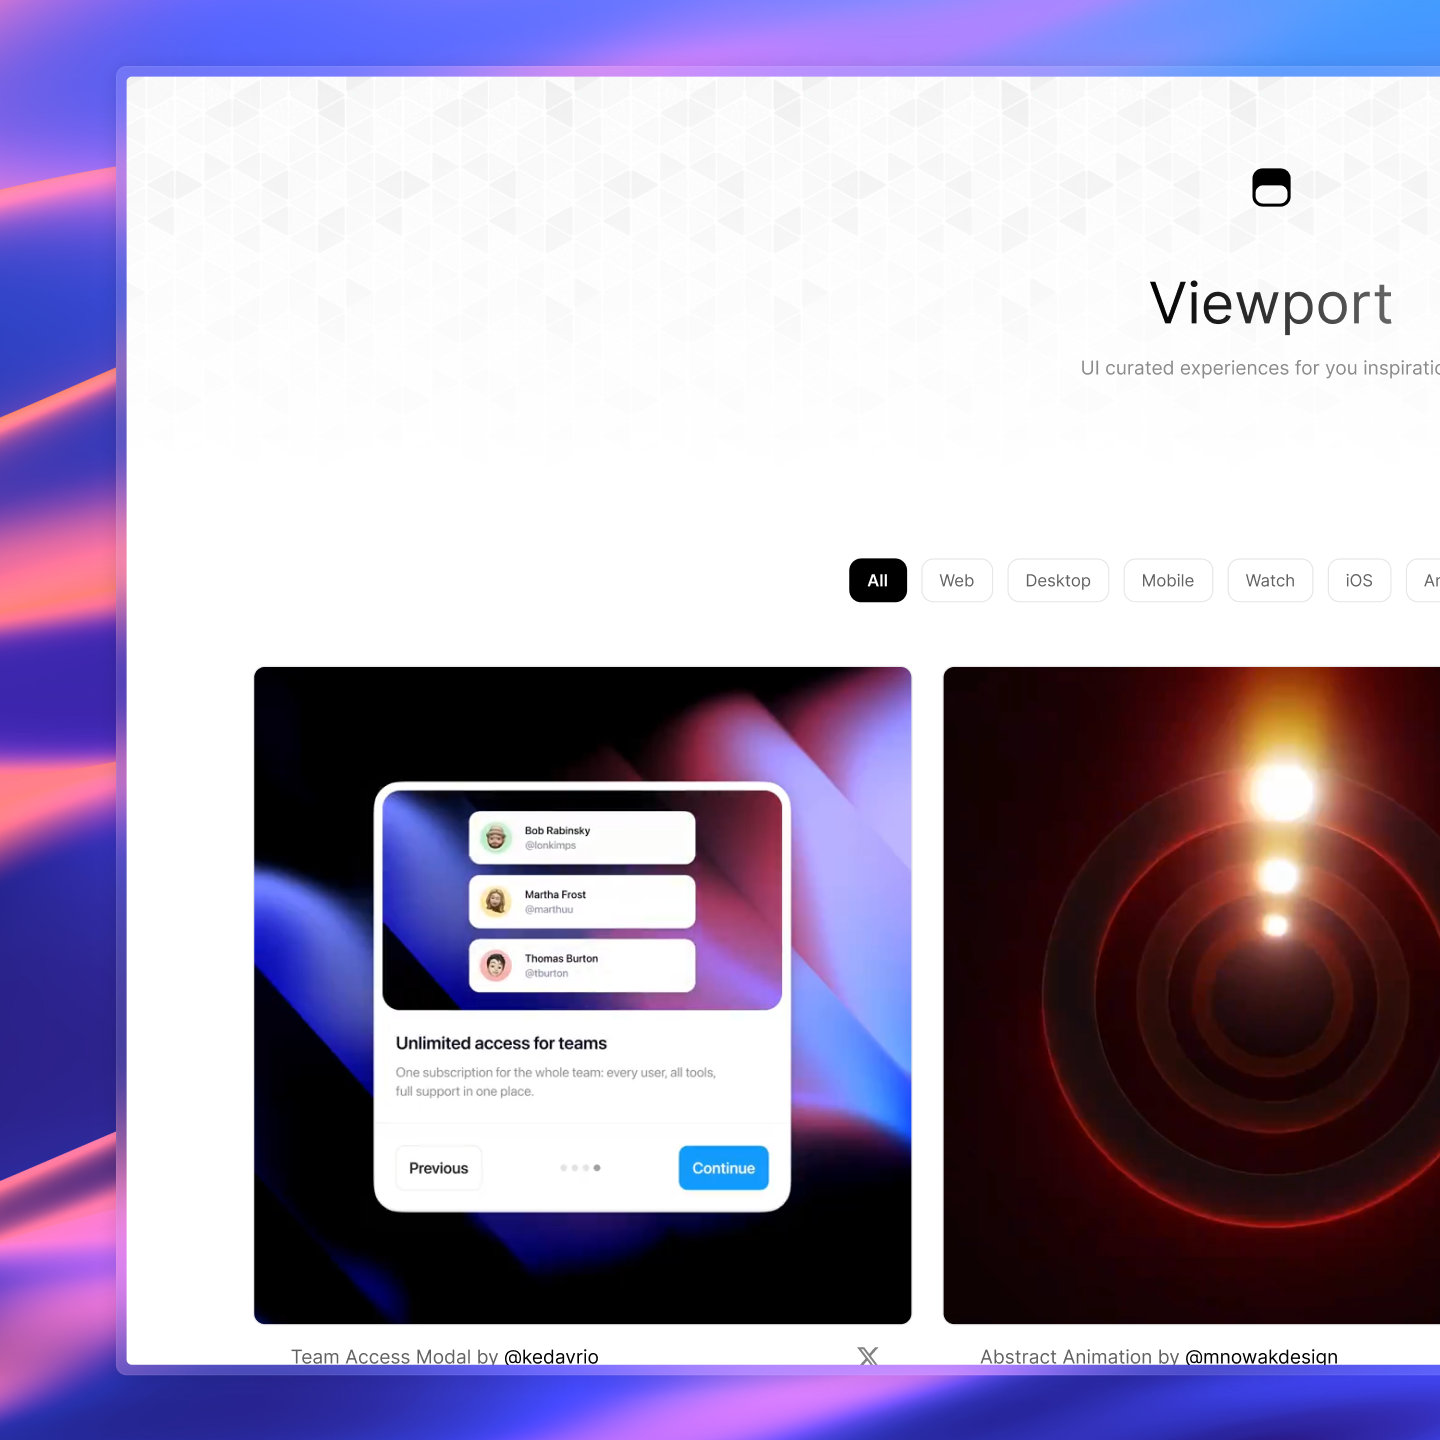 Viewport
UI curated experiences for you
All
Web
Desktop
Mobile
Watch
iOS
Bob Rabinsky
@lonkimps
Martha Frost
@marthuu
Thomas Burton
@tburton
Unlimited access for teams
One subscription for the whole team: every user, all tools,
full support in one place.
Previous
Continue
Team Access Modal by @kedavrio
Abstract Animation by @mnowakdesign